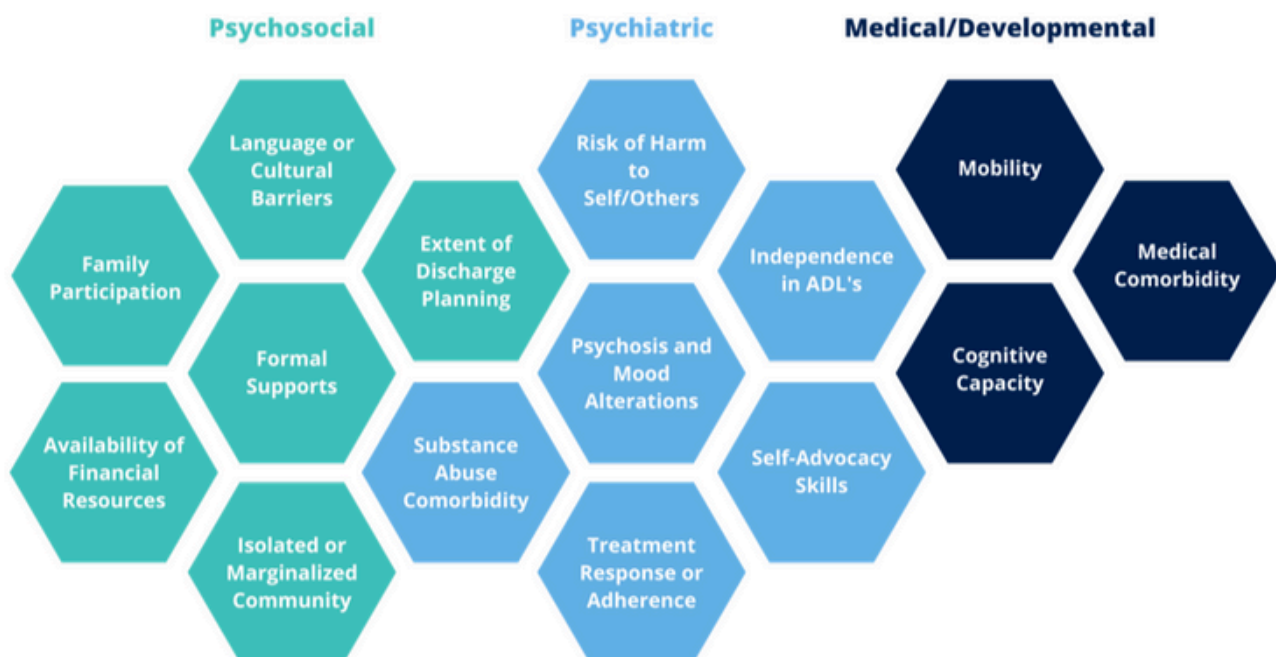 Psychosocial
Psychiatric
Medical/Developmental
Language or
Cultural
Barriers
Family
Participation
Extent of
Discharge
Planning
Formal
Supports
Availability of
Financial
Resources
Isolated or
Marginalized
Community
Risk of Harm
to
Self/Others
Independence
in ADL's
Psychosis and
Mood
Alterations
Substance
Abuse
Comorbidity
Self-Advocacy
Skills
Treatment
Response or
Adherence
Mobility
Medical
Comorbidity
Cognitive
Capacity